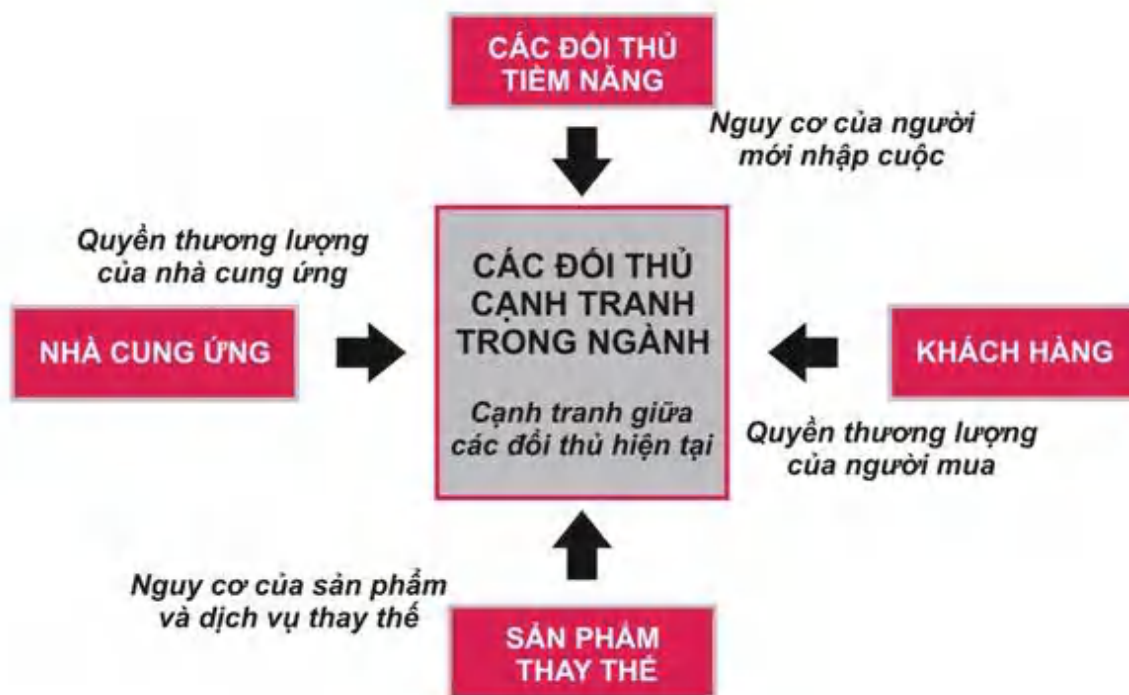 CÁC ĐỐI THỦ
TIỀM NĂNG
Nguy cơ của người
mới nhập cuộc
Quyền thương lượng
của nhà cung ứng
CÁC ĐỐI THỦ
CẠNH TRANH
TRONG NGÀNH
NHÀ CUNG ỨNG
KHÁCH HÀNG
Cạnh tranh giữa
các đối thủ hiện tại
Quyền thương lượng
của người mua
Nguy cơ của sản phẩm
và dịch vụ thay thế
SẢN PHẨM
THAY THẾ